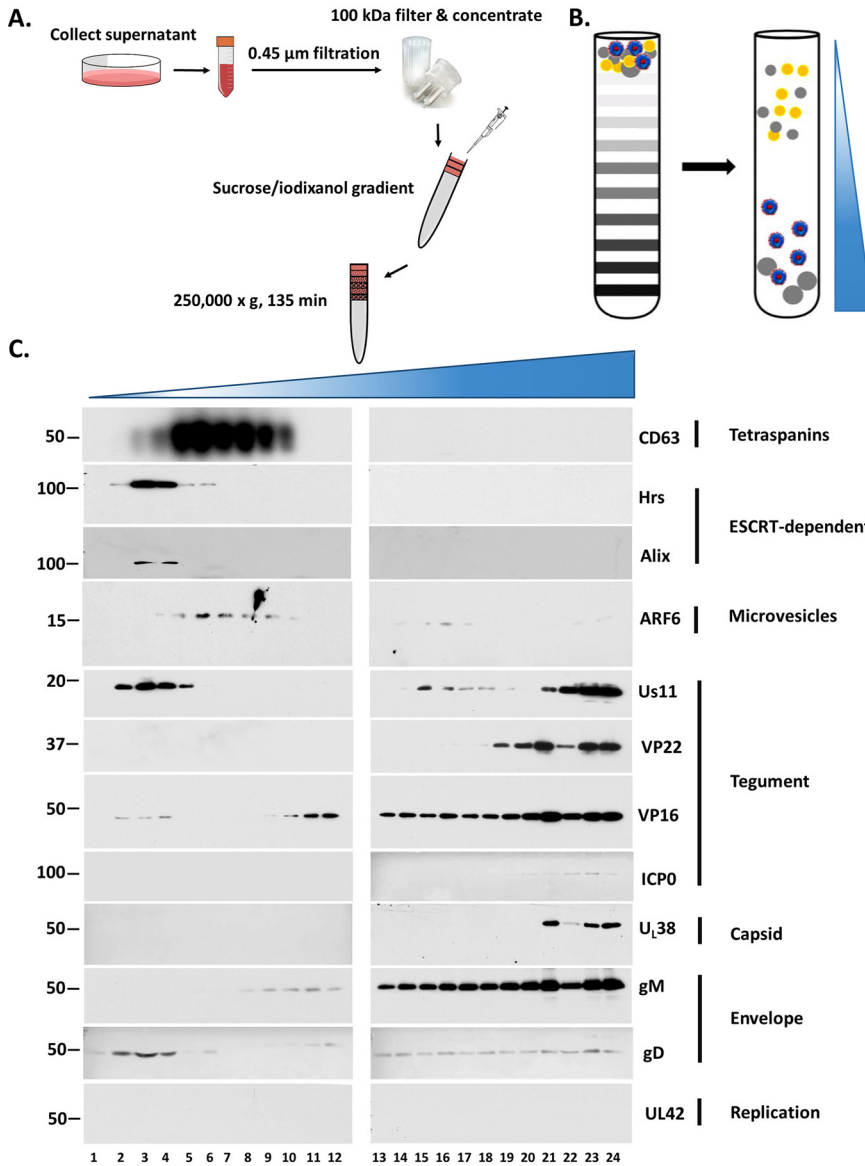 A.
Collect supernatant
0.45 µm filtration
100 kDa filter & concentrate
Sucrose/iodixanol gradient
250,000 x g, 135 min
B.
C.
50
CD63
Tetraspanins
100
Hrs
ESCRT-dependent
100
Alix
15
ARF6
Microvesicles
20
Us11
37
VP22
Tegument
50
VP16
100
ICP0
50
UL38
Capsid
50
gM
Envelope
50
gD
50
UL42
Replication
1 2 3 4 5 6 7 8 9 10 11 12 13 14 15 16 17 18 19 20 21 22 23 24